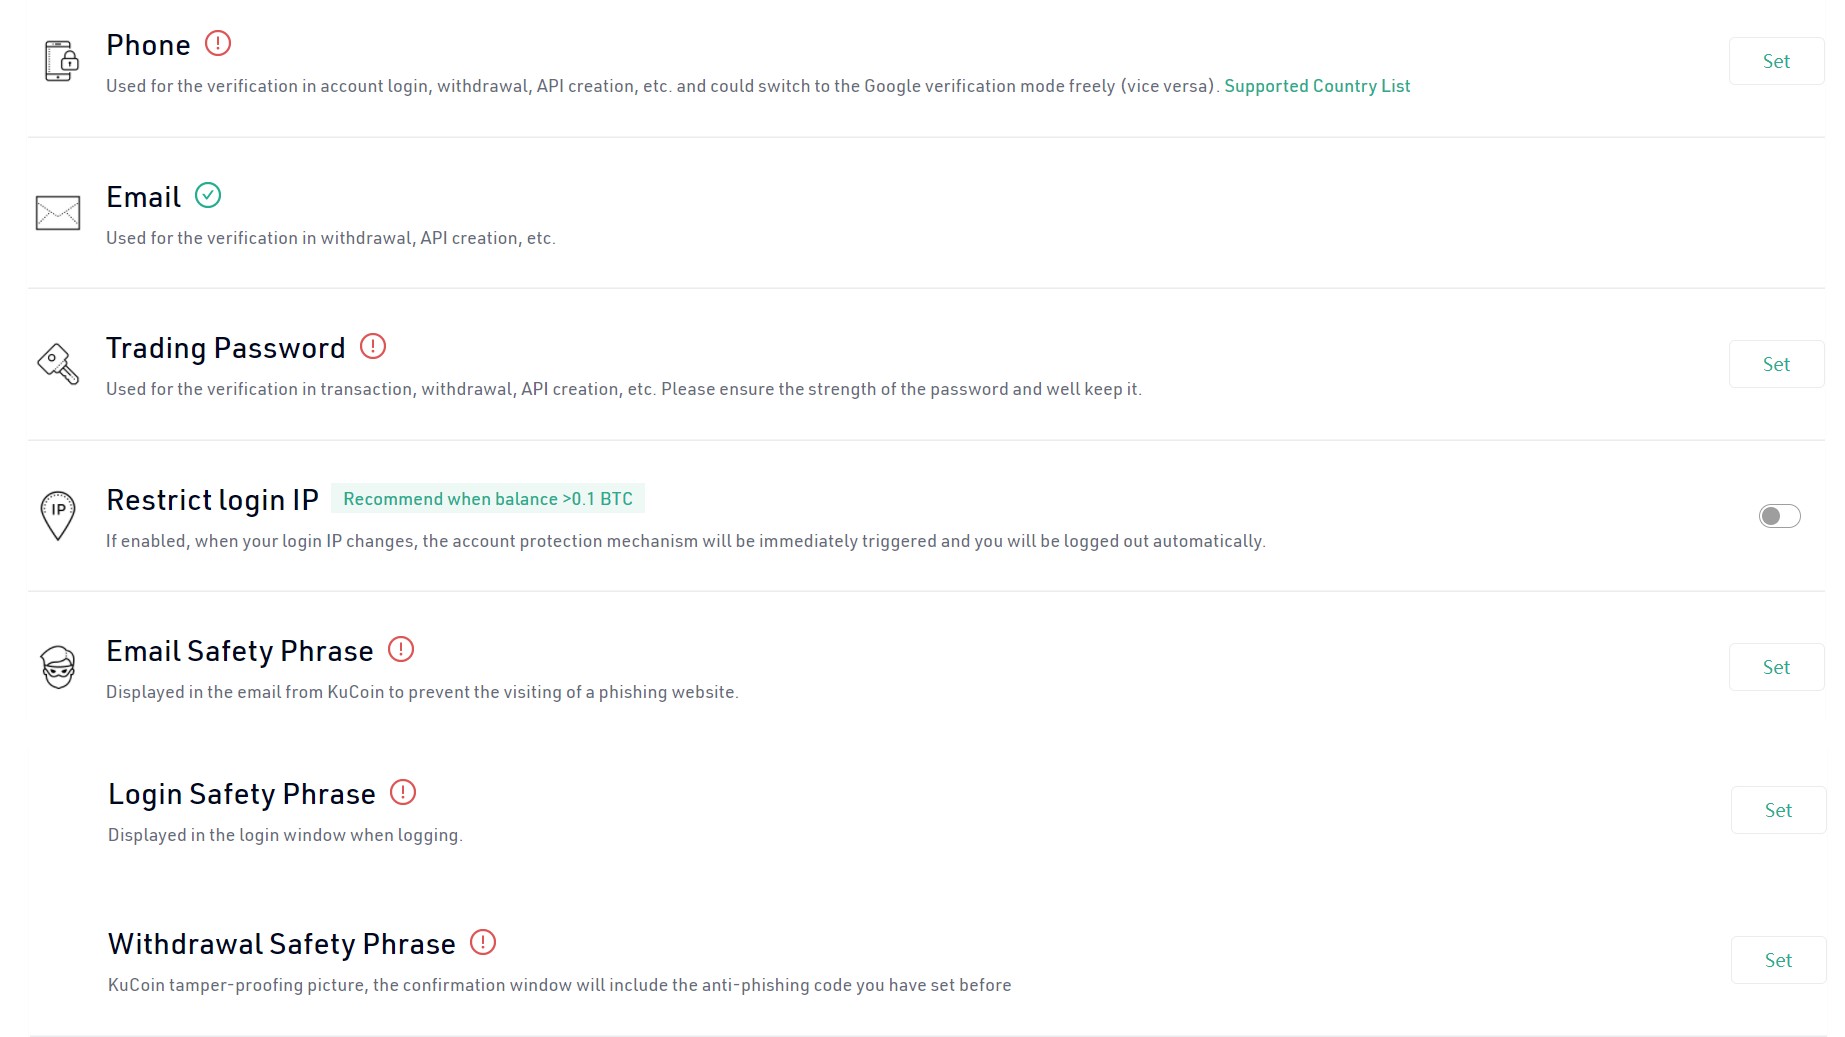 Phone
Used for the verification in account login, withdrawal, API creation, etc. and could switch to the Google verification mode freely (vice versa). Supported Country List
Set
Email
Used for the verification in withdrawal, API creation, etc.
Trading Password
Used for the verification in transaction, withdrawal, API creation, etc. Please ensure the strength of the password and well keep it.
Set
IP
Restrict login IP Recommend when balance >0.1 BTC
If enabled, when your login IP changes, the account protection mechanism will be immediately triggered and you will be logged out automatically.
Email Safety Phrase
Displayed in the email from KuCoin to prevent the visiting of a phishing website.
Set
Login Safety Phrase
Displayed in the login window when logging.
Set
Withdrawal Safety Phrase
KuCoin tamper-proofing picture, the confirmation window will include the anti-phishing code you have set before
Set